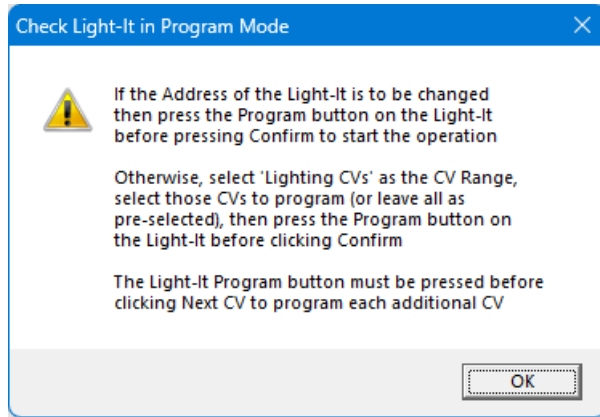 Check Light-It in Program Mode
If the Address of the Light-It is to be changed
then press the Program button on the Light-It
before pressing Confirm to start the operation
Otherwise, select 'Lighting CVs' as the CV Range,
select those CVs to program (or leave all as
pre-selected), then press the Program button on
the Light-It before clicking Confirm
The Light-It Program button must be pressed before
clicking Next CV to program each additional CV
OK